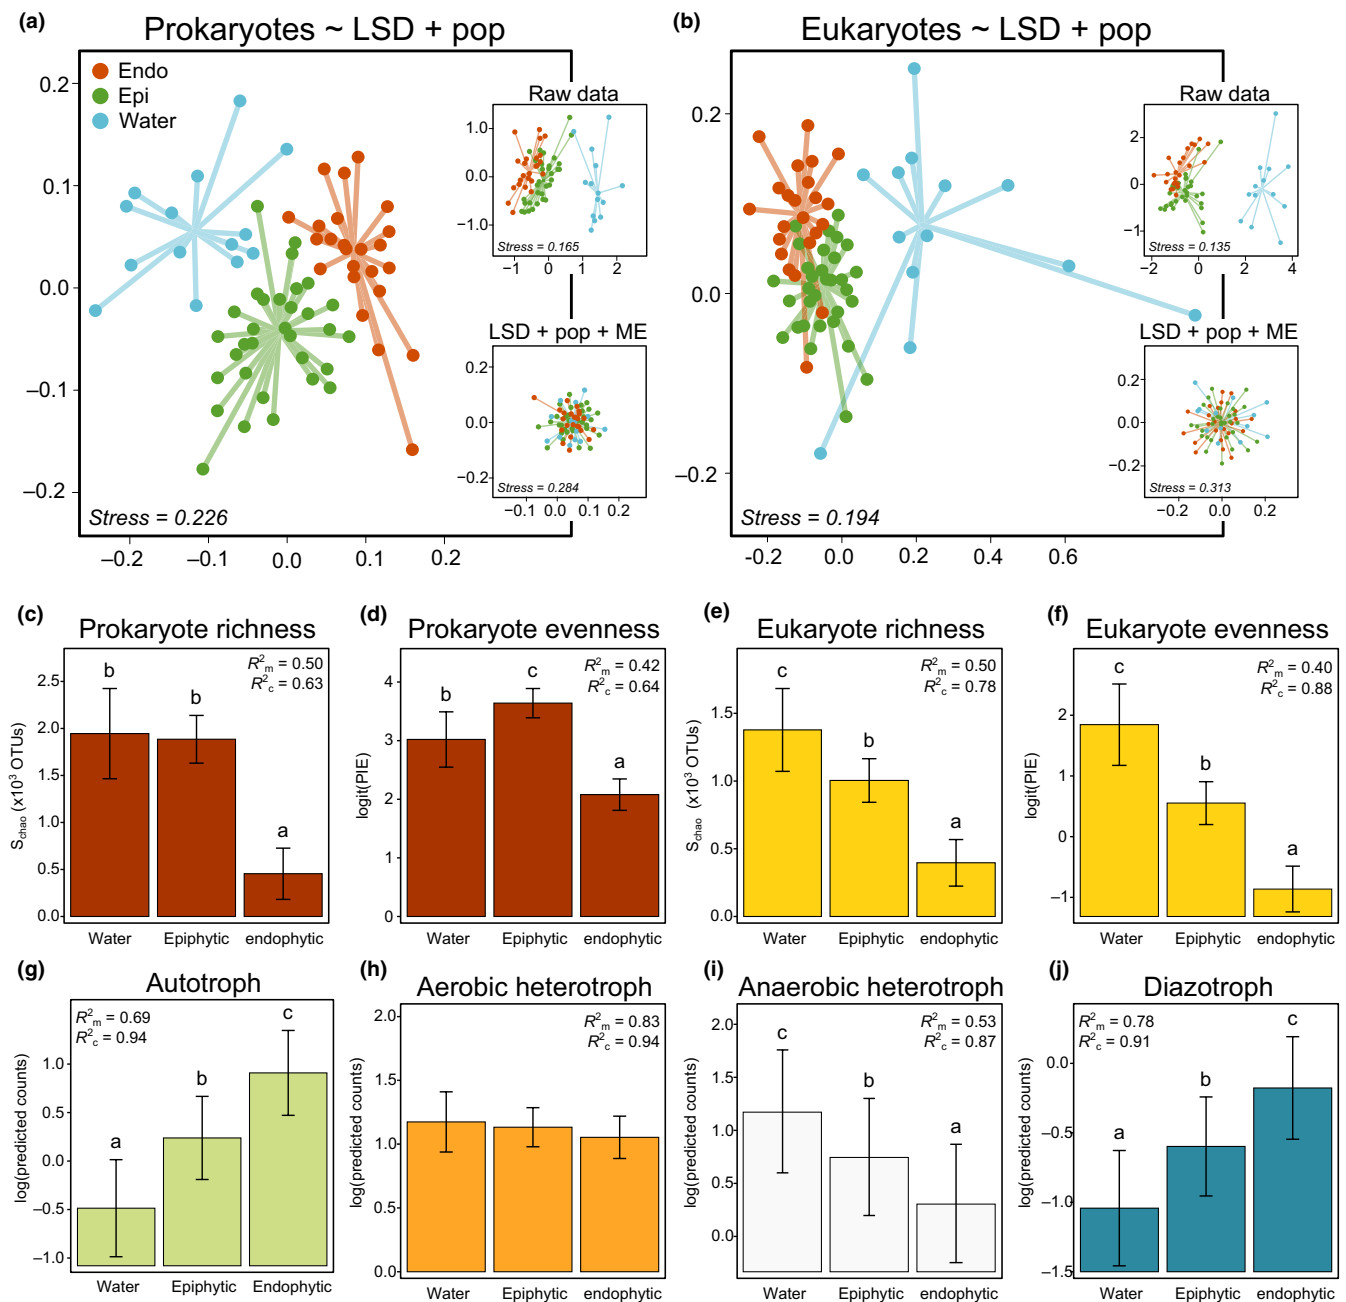 (a) Prokaryotes ~ LSD + pop
Endo
Epi
Water
0.2
0.1
0.0
–0.1
–0.2
Stress = 0.226
–0.2 –0.1 0.0 0.1 0.2
Raw data
1.0
0.0
−1.0
Stress = 0.165
−1 0 1 2
LSD + pop + ME
0.2
0.0
−0.2
Stress = 0.284
−0.1 0.0 0.1 0.2
(b) Eukaryotes ~ LSD + pop
0.2
0.0
−0.2
Stress = 0.194
-0.2 0.0 0.2 0.4 0.6
Raw data
2
0
−1
Stress = 0.135
−2 0 2 4
LSD + pop + ME
0.2
0.0
−0.2
Stress = 0.313
−0.2 0.0 0.2
(c) Prokaryote richness
R²m = 0.50
R²c = 0.63
b b a
S chao (x10³ OTUs)
2.5
2.0
1.5
1.0
0.5
0.0
Water Epiphytic endophytic
(d) Prokaryote evenness
R²m = 0.42
R²c = 0.64
b c a
logit(PIE)
4
3
2
1
0
Water Epiphytic endophytic
(e) Eukaryote richness
R²m = 0.50
R²c = 0.78
c b a
S chao (x10³ OTUs)
1.5
1.0
0.5
0.0
Water Epiphytic endophytic
(f) Eukaryote evenness
R²m = 0.40
R²c = 0.88
c b a
logit(PIE)
2
1
0
−1
Water Epiphytic endophytic
(g) Autotroph
R²m = 0.69
R²c = 0.94
a b c
log(predicted counts)
1.0
0.5
0.0
−0.5
−1.0
Water Epiphytic Endophytic
(h) Aerobic heterotroph
R²m = 0.83
R²c = 0.94
log(predicted counts)
2.0
1.5
1.0
0.5
0.0
Water Epiphytic endophytic
(i) Anaerobic heterotroph
R²m = 0.53
R²c = 0.87
c b a
log(predicted counts)
2.0
1.5
1.0
0.5
0.0
Water Epiphytic endophytic
(j) Diazotroph
R²m = 0.78
R²c = 0.91
a b c
log(predicted counts)
0.0
−0.5
−1.0
−1.5
Water Epiphytic endophytic